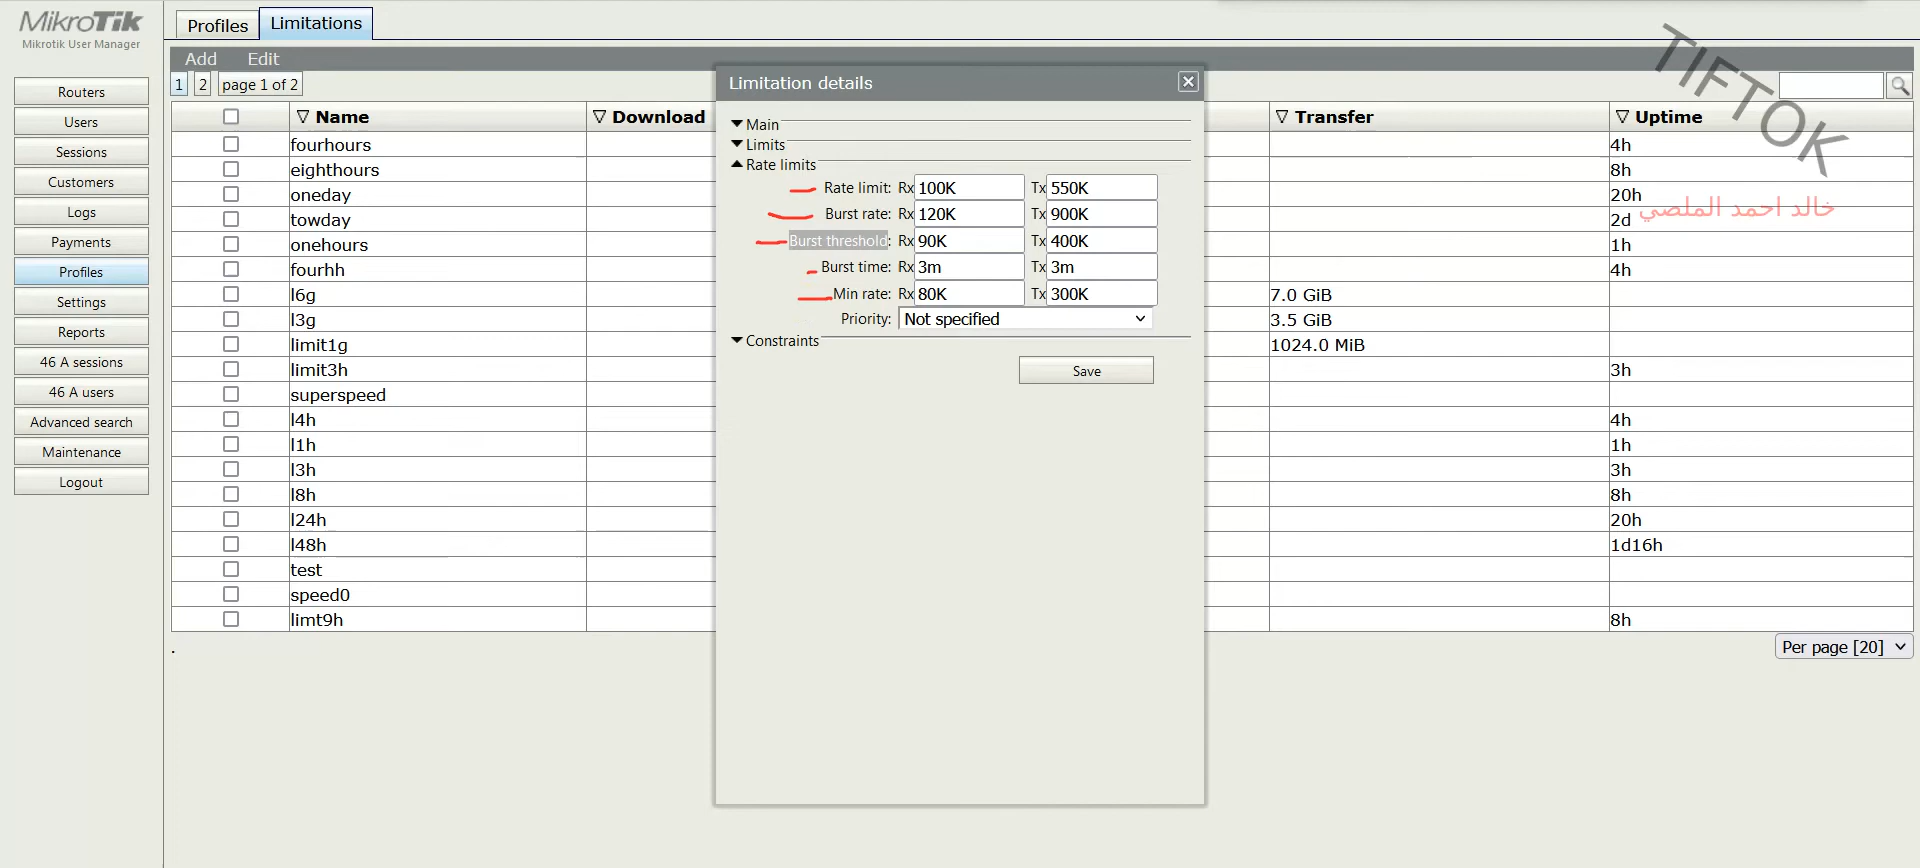 MikroTik
Mikrotik User Manager
Routers
Users
Sessions
Customers
Logs
Payments
Profiles
Settings
Reports
46 A sessions
46 A users
Advanced search
Maintenance
Logout
Profiles Limitations
Add Edit
1 2 page 1 of 2
Name Download Transfer Uptime
fourhours 4h
eighthours 8h
oneday 20h
towday 2d
onehours 1h
fourhh 4h
l6g 7.0 GiB
l3g 3.5 GiB
limit1g 1024.0 MiB
limit3h 3h
superspeed
l4h 4h
l1h 1h
l3h 3h
l8h 8h
l24h 20h
l48h 1d16h
test
speed0
limt9h 8h
.
Per page [20]
Limitation details
Main
Limits
Rate limits
Rate limit: Rx 100K Tx 550K
Burst rate: Rx 120K Tx 900K
Burst threshold: Rx 90K Tx 400K
Burst time: Rx 3m Tx 3m
Min rate: Rx 80K Tx 300K
Priority: Not specified
Constraints
Save
TIFTOK
خالد احمد الملصي